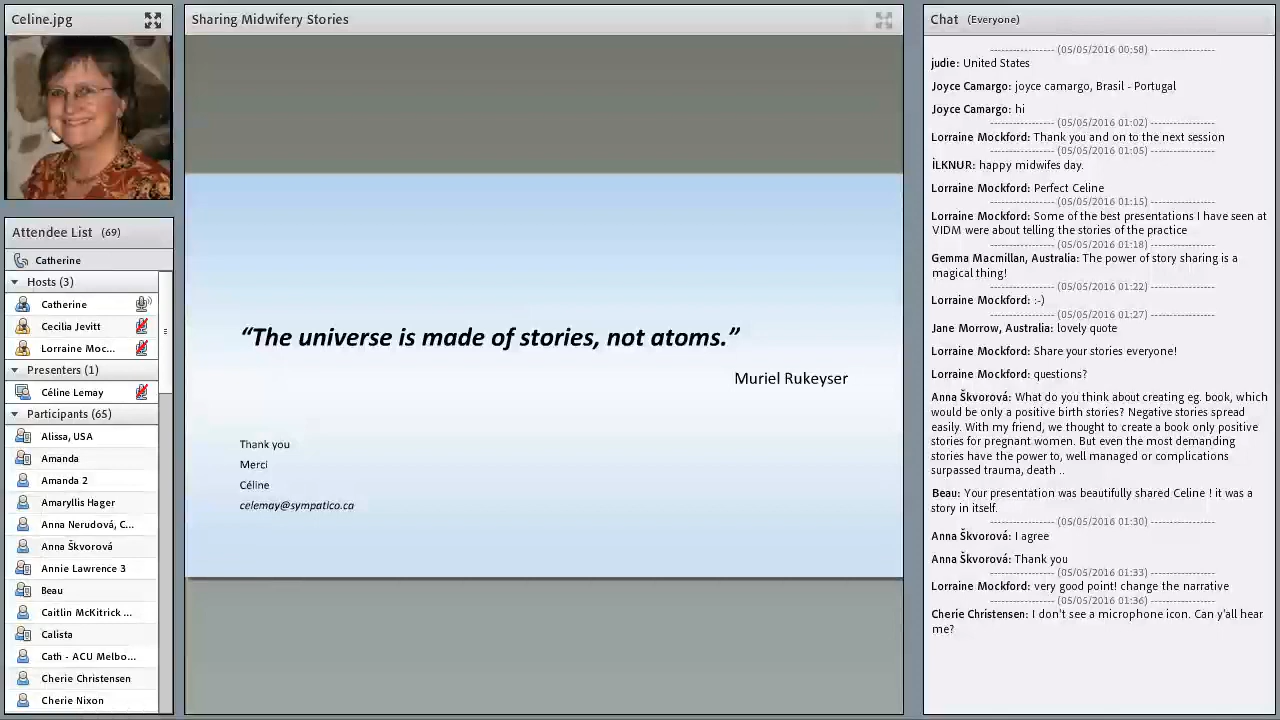 Celine.jpg
Attendee List (69)
Catherine
Hosts (3)
Catherine
Cecilia Jevitt
Lorraine Moc...
Presenters (1)
Céline Lemay
Participants (65)
Alissa, USA
Amanda
Amanda 2
Amaryllis Hager
Anna Nerudová, C...
Anna Škvorová
Annie Lawrence 3
Beau
Caitlin McKitrick ...
Calista
Cath - ACU Melbo...
Cherie Christensen
Cherie Nixon
Sharing Midwifery Stories
“The universe is made of stories, not atoms.”
Muriel Rukeyser
Thank you
Merci
Céline
celemay@sympatico.ca
Chat (Everyone)
----------------- (05/05/2016 00:58) -----------------
judie: United States
Joyce Camargo: joyce camargo, Brasil - Portugal
Joyce Camargo: hi
----------------- (05/05/2016 01:02) -----------------
Lorraine Mockford: Thank you and on to the next session
----------------- (05/05/2016 01:05) -----------------
İLKNUR: happy midwifes day.
Lorraine Mockford: Perfect Celine
----------------- (05/05/2016 01:15) -----------------
Lorraine Mockford: Some of the best presentations I have seen at
VIDM were about telling the stories of the practice
----------------- (05/05/2016 01:18) -----------------
Gemma Macmillan, Australia: The power of story sharing is a
magical thing!
----------------- (05/05/2016 01:22) -----------------
Lorraine Mockford: :-)
----------------- (05/05/2016 01:27) -----------------
Jane Morrow, Australia: lovely quote
Lorraine Mockford: Share your stories everyone!
Lorraine Mockford: questions?
Anna Škvorová: What do you think about creating eg. book, which
would be only a positive birth stories? Negative stories spread
easily. With my friend, we thought to create a book only positive
stories for pregnant women. But even the most demanding
stories have the power to, well managed or complications
surpassed trauma, death ..
Beau: Your presentation was beautifully shared Celine ! it was a
story in itself.
----------------- (05/05/2016 01:30) -----------------
Anna Škvorová: I agree
Anna Škvorová: Thank you
----------------- (05/05/2016 01:33) -----------------
Lorraine Mockford: very good point! change the narrative
----------------- (05/05/2016 01:36) -----------------
Cherie Christensen: I don't see a microphone icon. Can y'all hear
me?